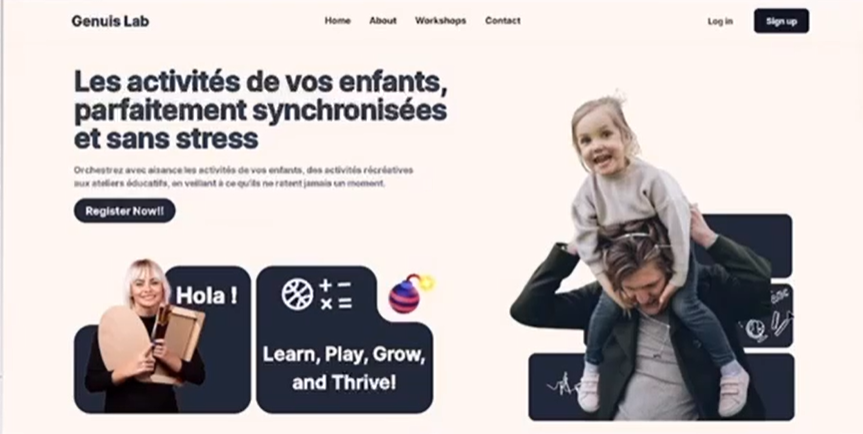 Genuis Lab
Home About Workshops Contact
Log in Sign up
Les activités de vos enfants,
parfaitement synchronisées
et sans stress
Orchestrez avec aisance les activités de vos enfants, des activités récréatives
aux ateliers éducatifs, en veillant à ce qu'ils ne ratent jamais un moment.
Register Now!!
Hola !
+ −
× =
Learn, Play, Grow,
and Thrive!